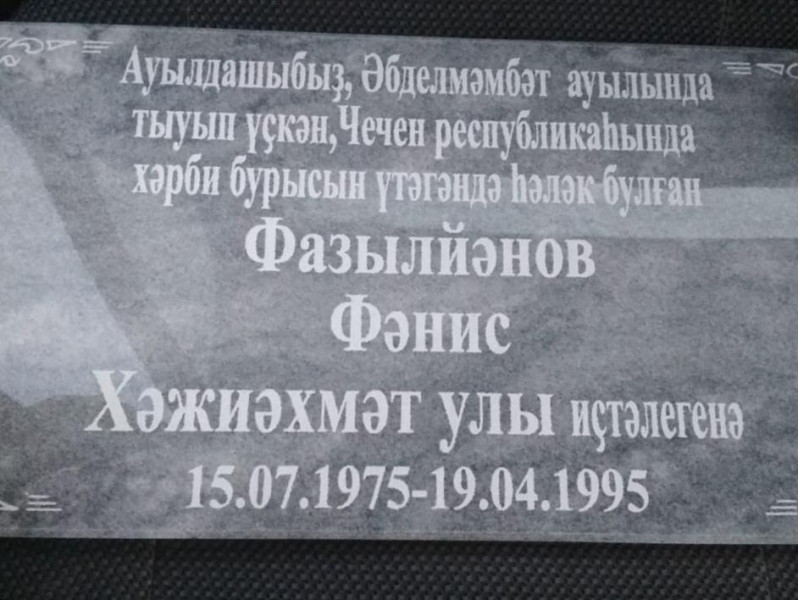 Ауылдашыбыҙ, Әбделмәмбәт ауылында
тыуып үҫкән,Чечен республикаһында
хәрби бурысын үтәгәндә һәләк булған
Фазылйәнов
Фәнис
Хәжиәхмәт улы иҫтәлегенә
15.07.1975-19.04.1995